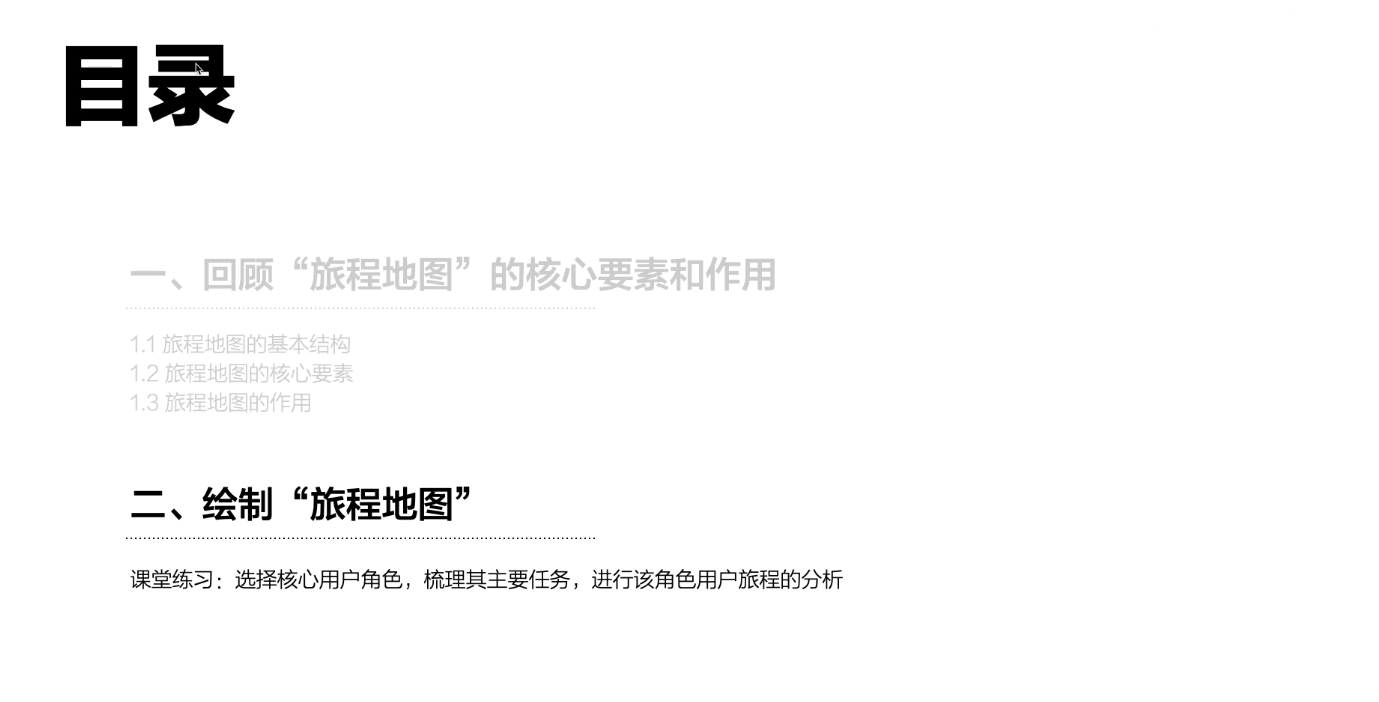 目录
一、回顾“旅程地图”的核心要素和作用
1.1 旅程地图的基本结构
1.2 旅程地图的核心要素
1.3 旅程地图的作用
二、绘制“旅程地图”
课堂练习：选择核心用户角色，梳理其主要任务，进行该角色用户旅程的分析